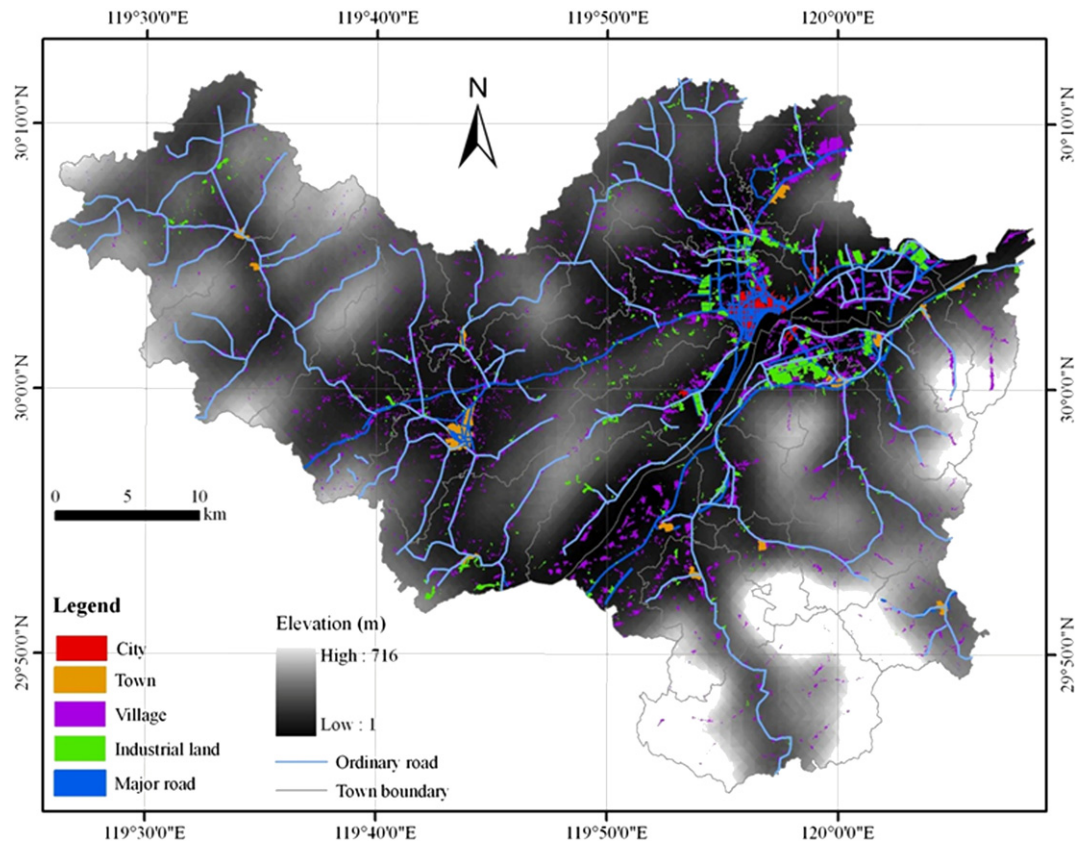 119°30'0"E 119°40'0"E 119°50'0"E 120°0'0"E
30°10'0"N
30°10'0"N
N
30°0'0"N
30°0'0"N
0 5 10
km
Legend
City
Town
Village
Industrial land
Major road
Elevation (m)
High : 716
Low : 1
Ordinary road
Town boundary
29°50'0"N
29°50'0"N
119°30'0"E 119°40'0"E 119°50'0"E 120°0'0"E